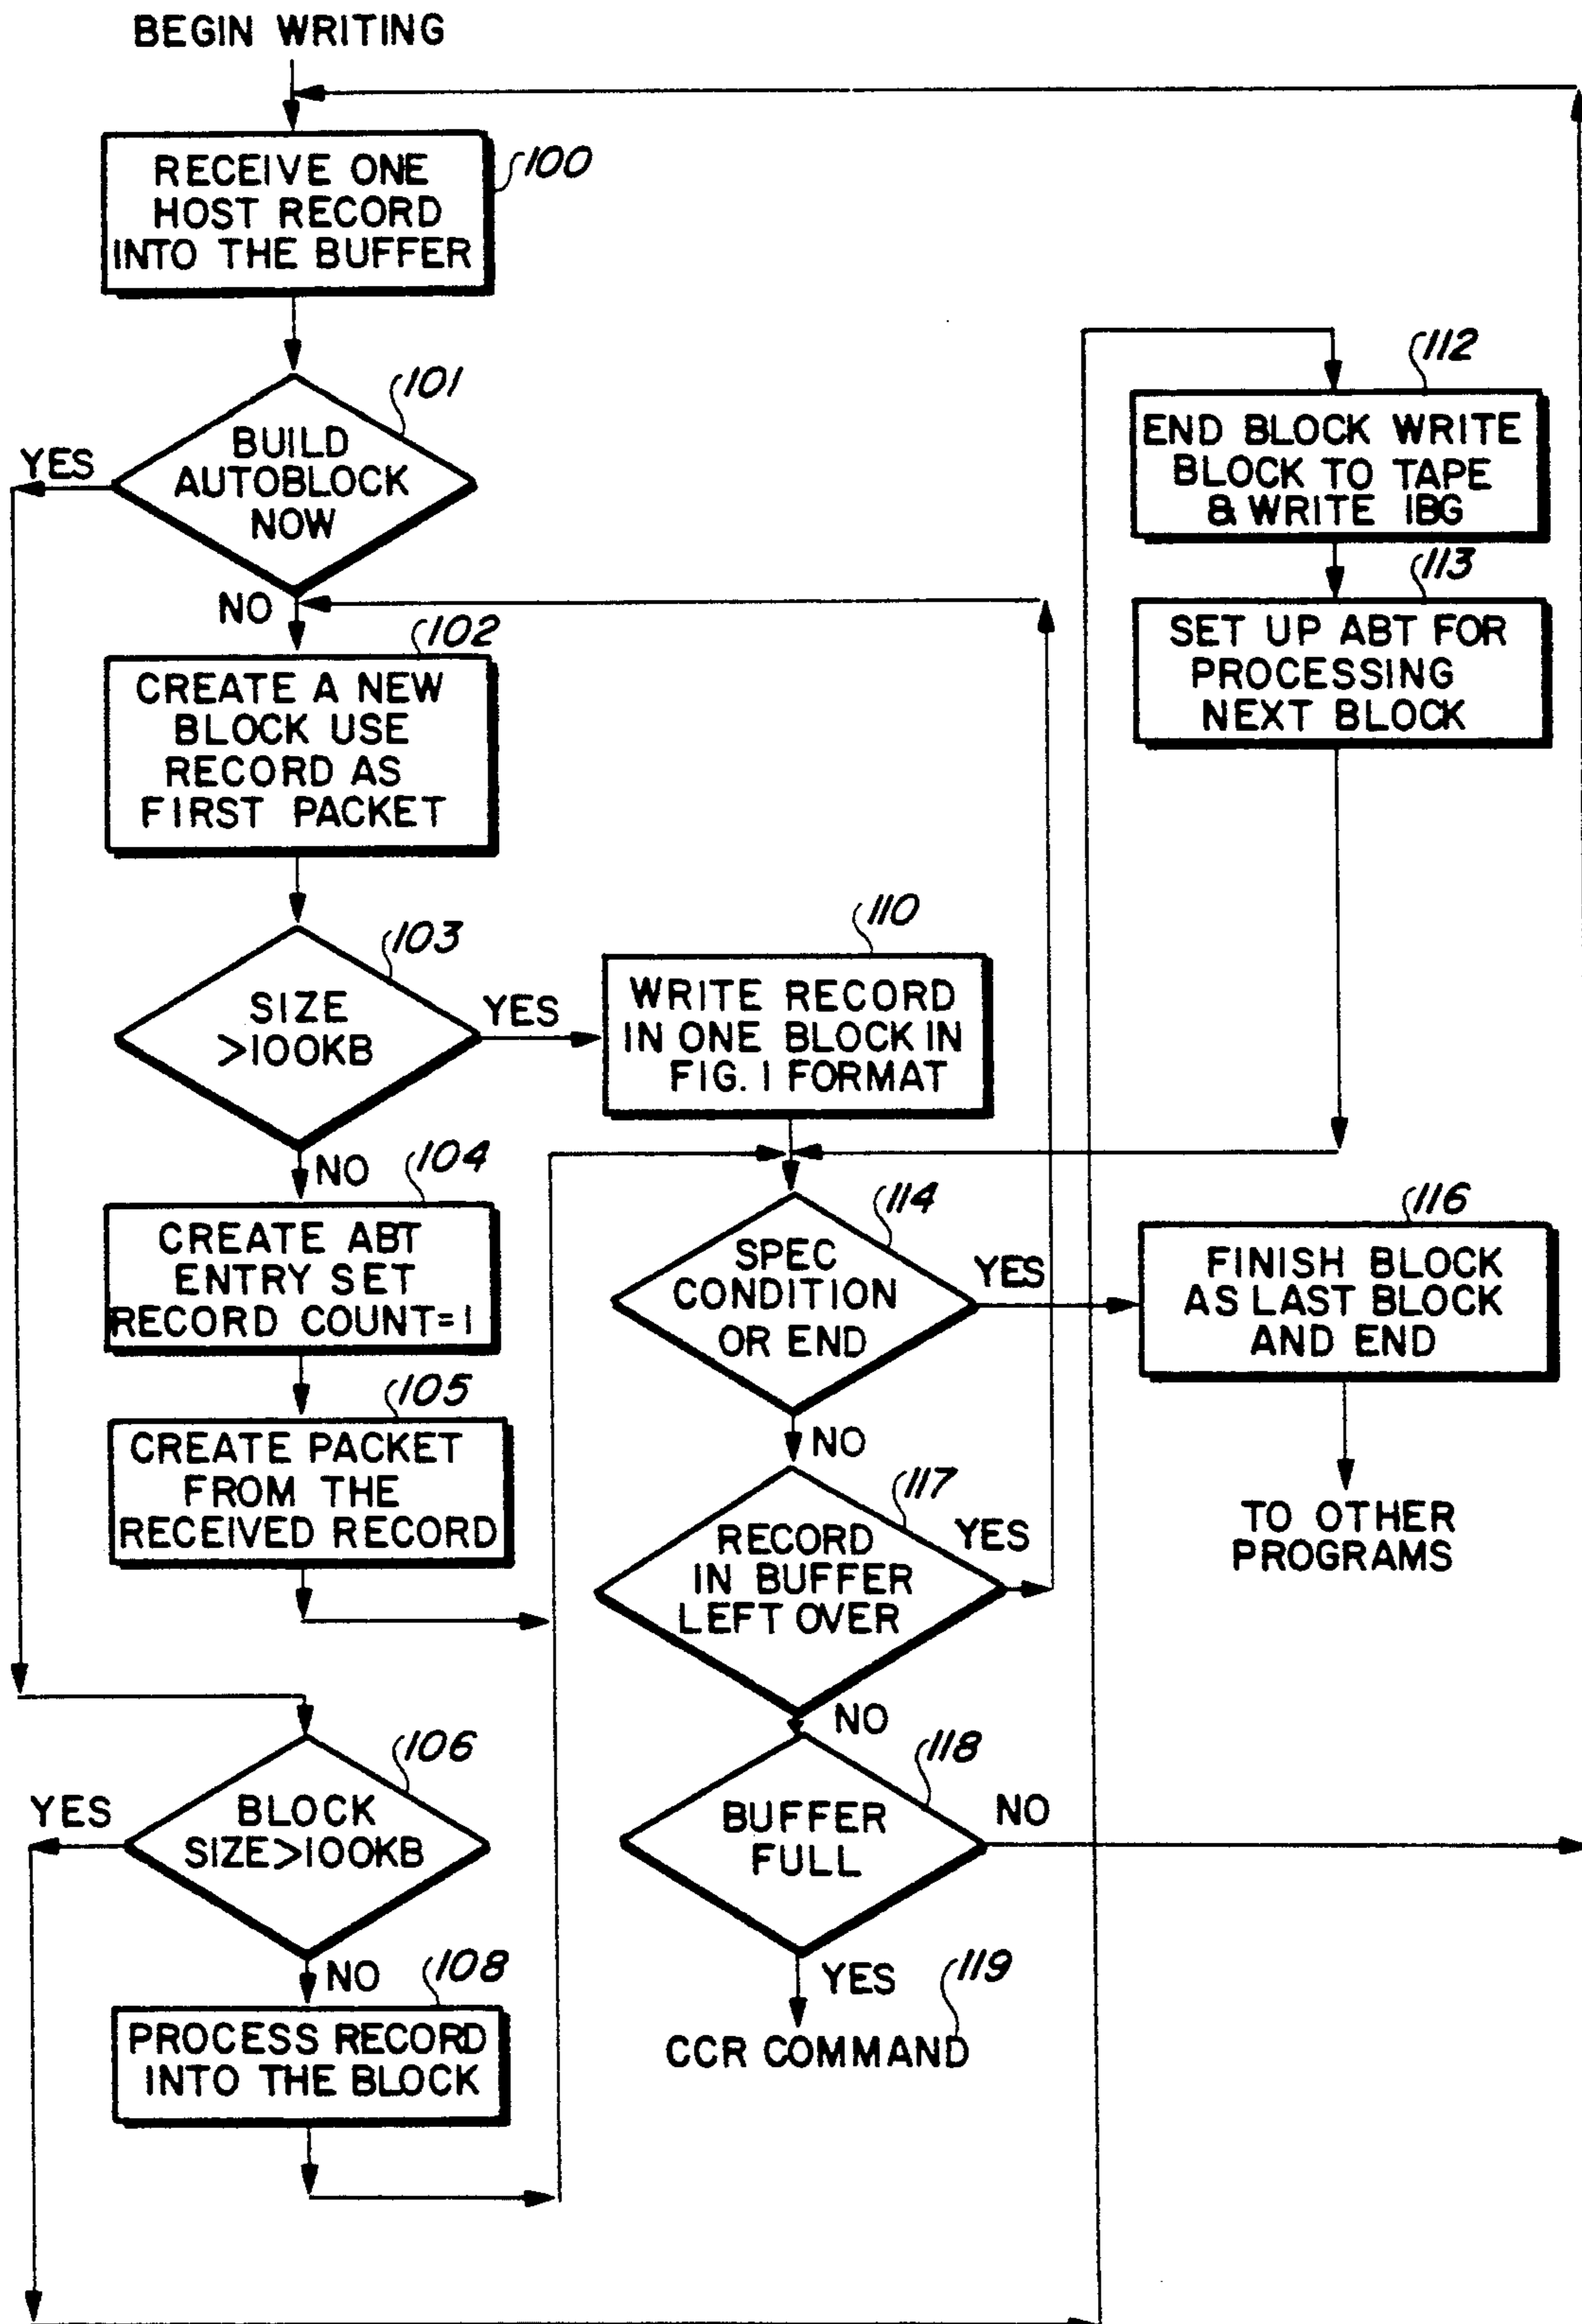 BEGIN WRITING
100
RECEIVE ONE
HOST RECORD
INTO THE BUFFER
101
YES
BUILD
AUTOBLOCK
NOW
NO
102
CREATE A NEW
BLOCK USE
RECORD AS
FIRST PACKET
103
SIZE
>100KB
YES
NO
104
CREATE ABT
ENTRY SET
RECORD COUNT=1
105
CREATE PACKET
FROM THE
RECEIVED RECORD
106
YES
BLOCK
SIZE>100KB
NO
108
PROCESS RECORD
INTO THE BLOCK
110
WRITE RECORD
IN ONE BLOCK IN
FIG. 1 FORMAT
112
END BLOCK WRITE
BLOCK TO TAPE
& WRITE IBG
113
SET UP ABT FOR
PROCESSING
NEXT BLOCK
114
SPEC
CONDITION
OR END
YES
NO
116
FINISH BLOCK
AS LAST BLOCK
AND END
TO OTHER
PROGRAMS
117
RECORD
IN BUFFER
LEFT OVER
YES
NO
118
BUFFER
FULL
NO
YES
119
CCR COMMAND